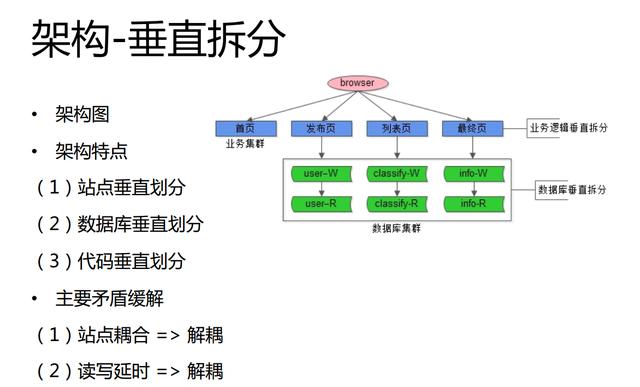 架构-垂直拆分
• 架构图
• 架构特点
（1）站点垂直划分
（2）数据库垂直划分
（3）代码垂直划分
• 主要矛盾缓解
（1）站点耦合 => 解耦
（2）读写延时 => 解耦
browser
首页 发布页 列表页 最终页 业务逻辑垂直拆分
业务集群
user–W classify-W info-W
数据库垂直拆分
user–R classify-R info-R
数据库集群